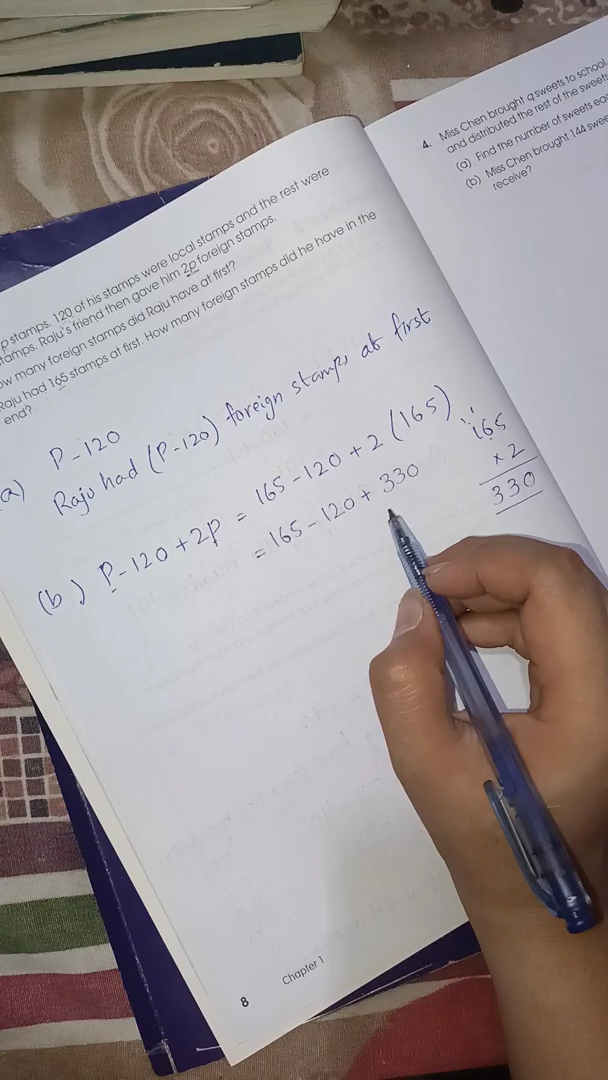 p stamps. 120 of his stamps were local stamps and the rest were
stamps. Raju's friend then gave him 2p foreign stamps.
ow many foreign stamps did Raju have at first?
Raju had 165 stamps at first. How many foreign stamps did he have in the
end?
(a) P-120
Raju had (P-120) foreign stamps at first
(b) P-120+2P = 165-120+2(165)
= 165-120+330
165
×2
330
8 Chapter 1
4. Miss Chen brought q sweets to school
and distributed the rest of the sweets
(a) Find the number of sweets eac
(b) Miss Chen brought 144 swee
receive?